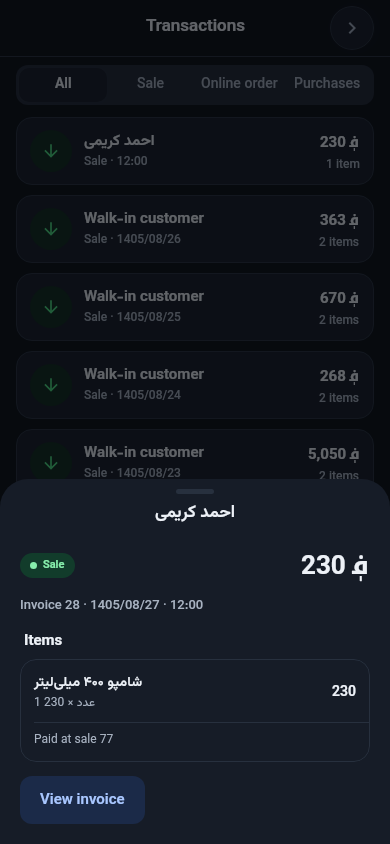 Transactions
All Sale Online order Purchases
احمد کریمی 230 ؋
Sale · 12:00 1 item
Walk-in customer 363 ؋
Sale · 1405/08/26 2 items
Walk-in customer 670 ؋
Sale · 1405/08/25 2 items
Walk-in customer 268 ؋
Sale · 1405/08/24 2 items
Walk-in customer 5,050 ؋
Sale · 1405/08/23 2 items
احمد کریمی
Sale 230 ؋
Invoice 28 · 1405/08/27 · 12:00
Items
شامپو ۴۰۰ میلی‌لیتر 230
1 عدد × 230
Paid at sale 77
View invoice